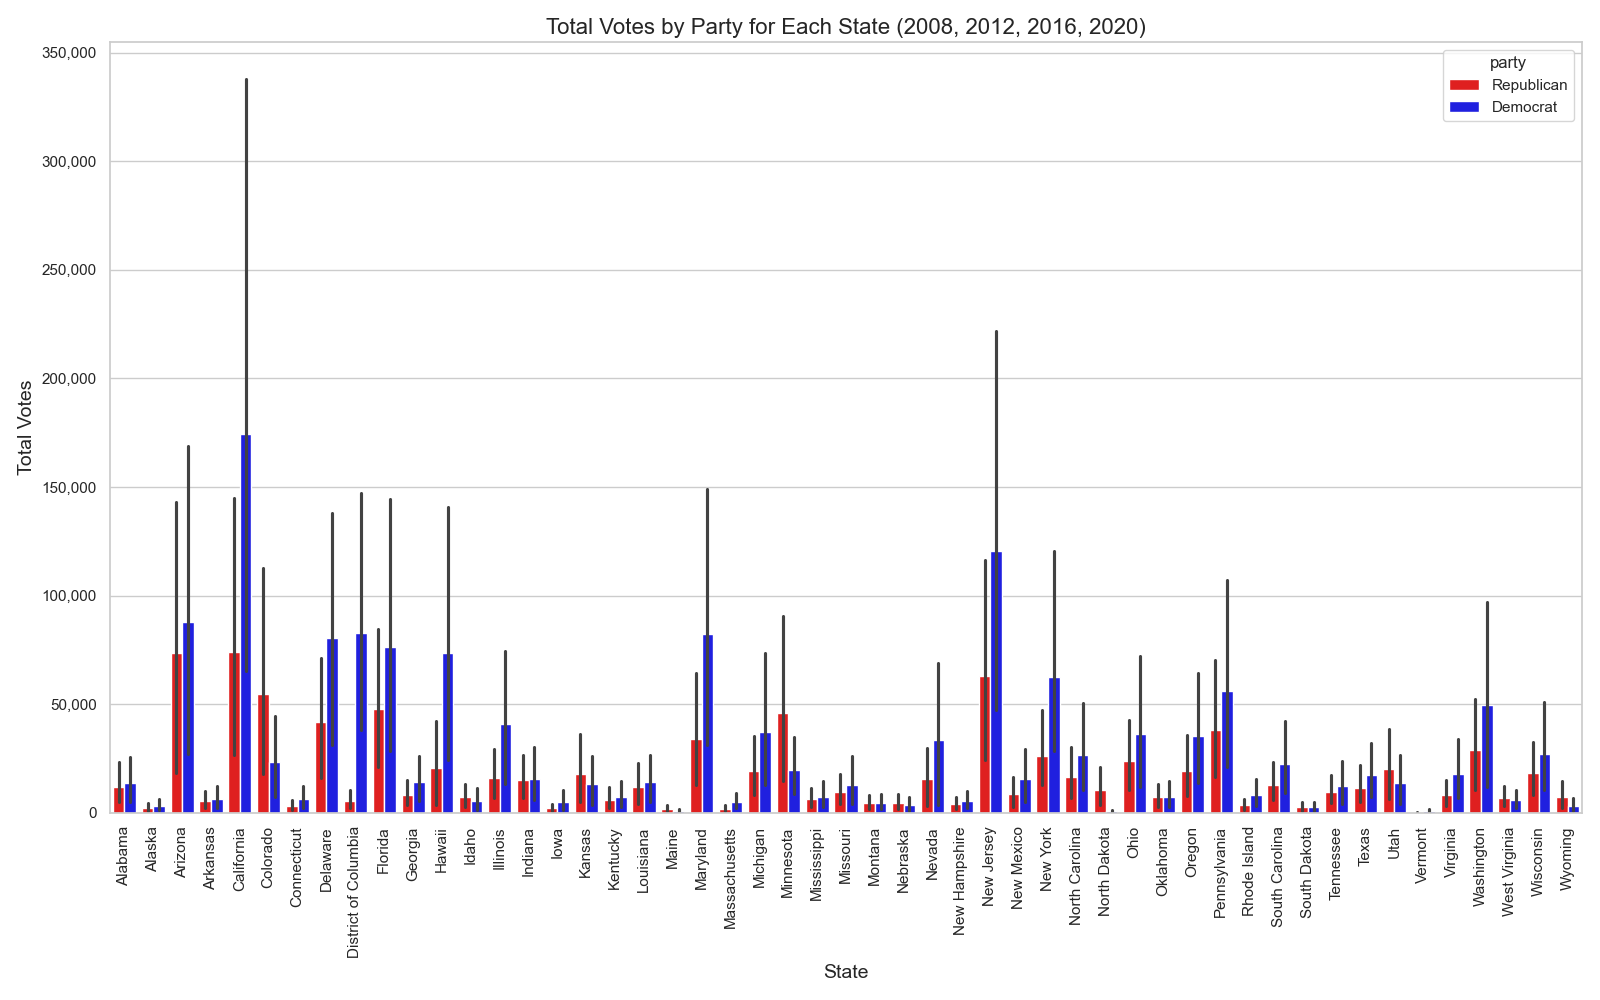 Total Votes by Party for Each State (2008, 2012, 2016, 2020)
party
Republican
Democrat
Total Votes
350,000
300,000
250,000
200,000
150,000
100,000
50,000
0
Alabama
Alaska
Arizona
Arkansas
California
Colorado
Connecticut
Delaware
District of Columbia
Florida
Georgia
Hawaii
Idaho
Illinois
Indiana
Iowa
Kansas
Kentucky
Louisiana
Maine
Maryland
Massachusetts
Michigan
Minnesota
Mississippi
Missouri
Montana
Nebraska
Nevada
New Hampshire
New Jersey
New Mexico
New York
North Carolina
North Dakota
Ohio
Oklahoma
Oregon
Pennsylvania
Rhode Island
South Carolina
South Dakota
Tennessee
Texas
Utah
Vermont
Virginia
Washington
West Virginia
Wisconsin
Wyoming
State